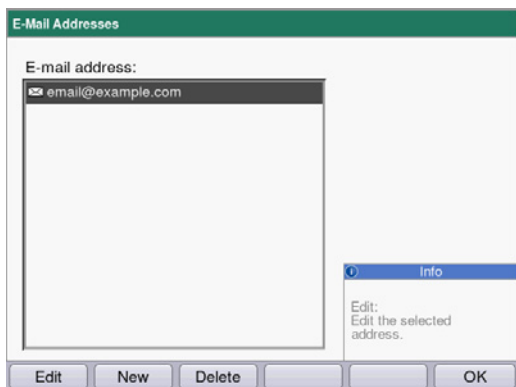 E-Mail Addresses
E-mail address:
email@example.com
Info
Edit:
Edit the selected
address.
Edit
New
Delete
OK